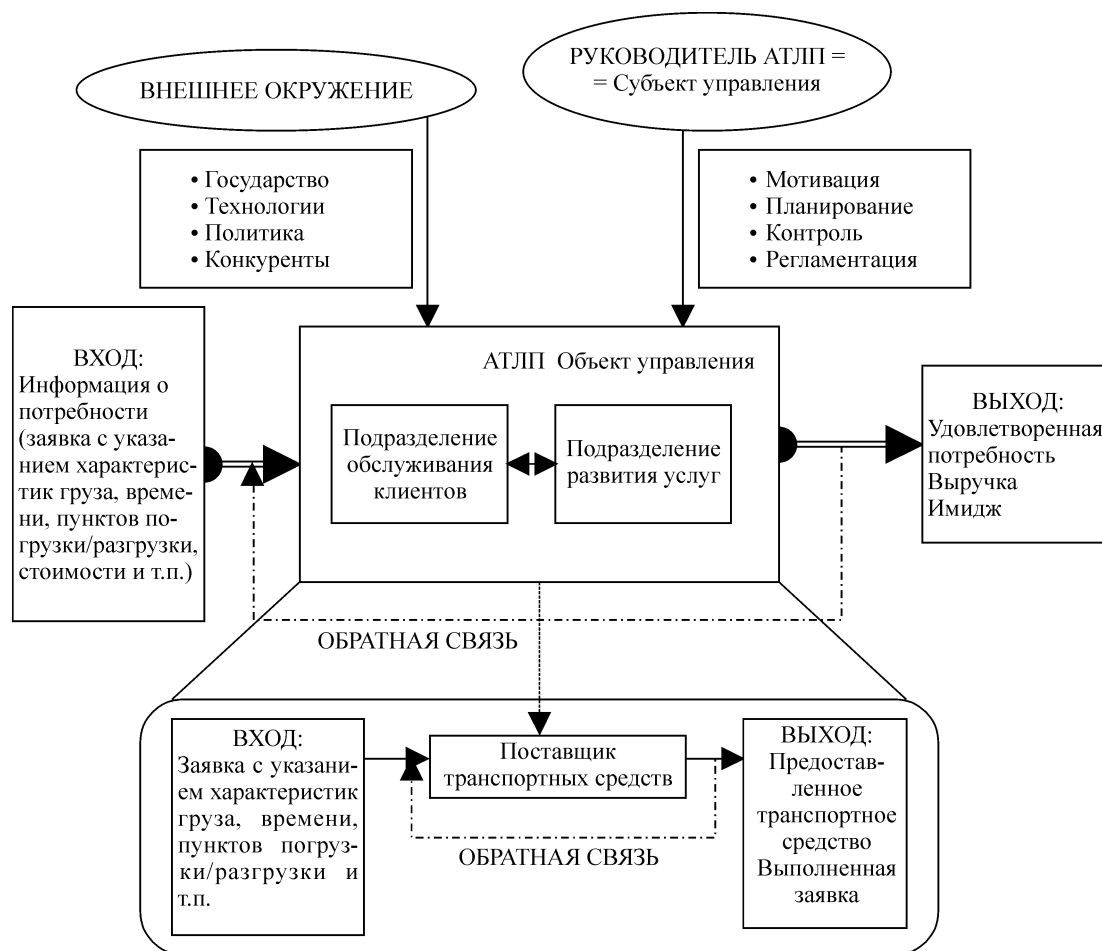 ВНЕШНЕЕ ОКРУЖЕНИЕ
РУКОВОДИТЕЛЬ АТЛП =
= Субъект управления
• Государство
• Технологии
• Политика
• Конкуренты
• Мотивация
• Планирование
• Контроль
• Регламентация
ВХОД:
Информация о
потребности
(заявка с указа-
нием характерис-
тик груза, време-
ни, пунктов по-
грузки/разгрузки,
стоимости и т.п.)
АТЛП Объект управления
Подразделение
обслуживания
клиентов
Подразделение
развития услуг
ВЫХОД:
Удовлетворенная
потребность
Выручка
Имидж
ОБРАТНАЯ СВЯЗЬ
ВХОД:
Заявка с указани-
ем характеристик
груза, времени,
пунктов погруз-
ки/разгрузки и
т.п.
Поставщик
транспортных средств
ОБРАТНАЯ СВЯЗЬ
ВЫХОД:
Предостав-
ленное
транспортное
средство
Выполненная
заявка